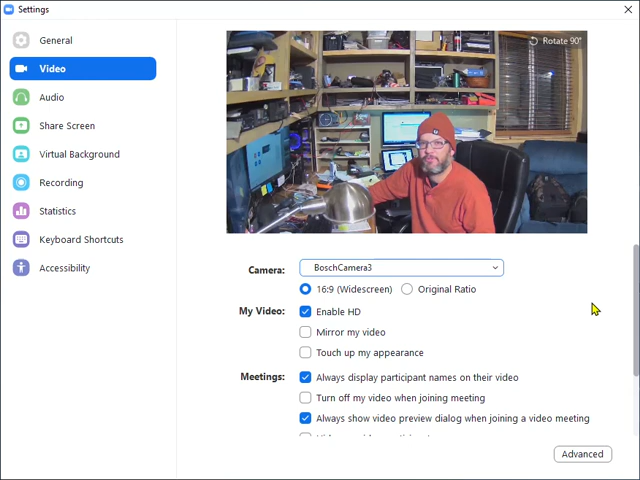 Settings
General
Video
Audio
Share Screen
Virtual Background
Recording
Statistics
Keyboard Shortcuts
Accessibility
Rotate 90°
Camera: BoschCamera3
16:9 (Widescreen) Original Ratio
My Video: Enable HD
Mirror my video
Touch up my appearance
Meetings: Always display participant names on their video
Turn off my video when joining meeting
Always show video preview dialog when joining a video meeting
Advanced